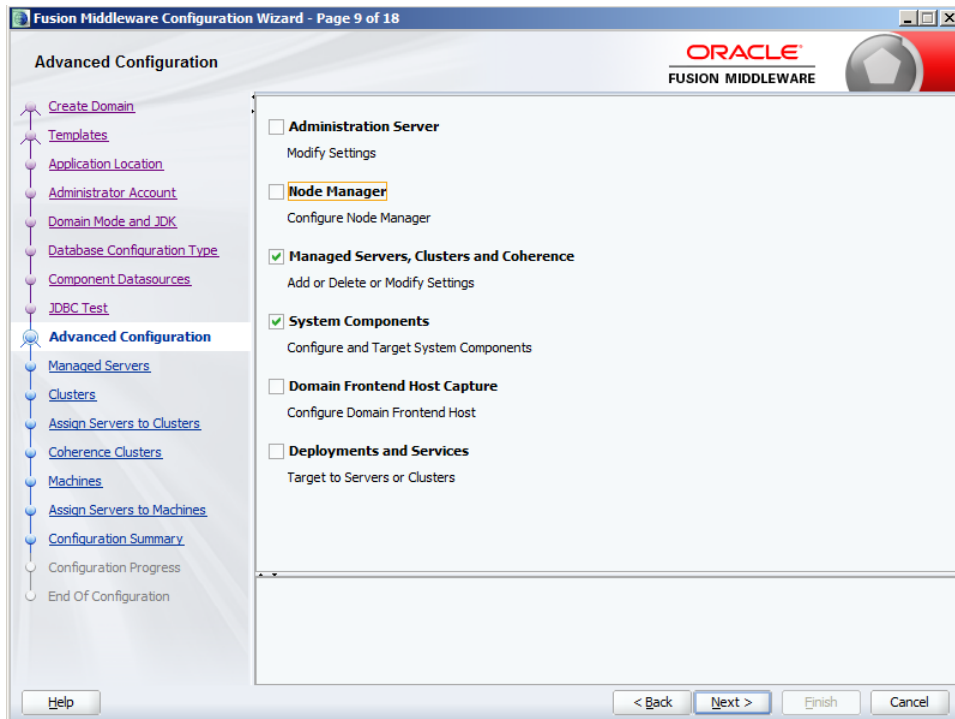 Fusion Middleware Configuration Wizard - Page 9 of 18
Advanced Configuration
ORACLE
FUSION MIDDLEWARE
Create Domain
Templates
Application Location
Administrator Account
Domain Mode and JDK
Database Configuration Type
Component Datasources
JDBC Test
Advanced Configuration
Managed Servers
Clusters
Assign Servers to Clusters
Coherence Clusters
Machines
Assign Servers to Machines
Configuration Summary
Configuration Progress
End Of Configuration
Administration Server
Modify Settings
Node Manager
Configure Node Manager
Managed Servers, Clusters and Coherence
Add or Delete or Modify Settings
System Components
Configure and Target System Components
Domain Frontend Host Capture
Configure Domain Frontend Host
Deployments and Services
Target to Servers or Clusters
Help
< Back
Next >
Finish
Cancel